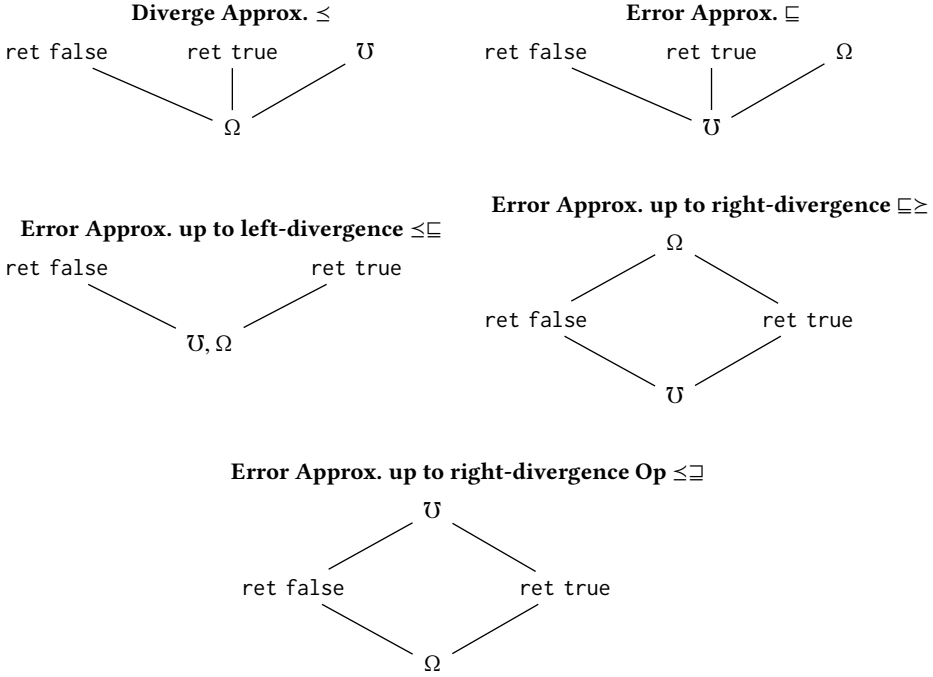 Diverge Approx. ⪯
ret false ret true ℧
Ω
Error Approx. ⊑
ret false ret true Ω
℧
Error Approx. up to left-divergence ⪯⊑
ret false ret true
℧, Ω
Error Approx. up to right-divergence ⊑⪰
Ω
ret false ret true
℧
Error Approx. up to right-divergence Op ⪯⊒
℧
ret false ret true
Ω